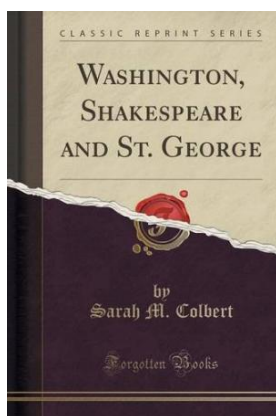 CLASSIC REPRINT SERIES
WASHINGTON,
SHAKESPEARE
AND ST. GEORGE
by
Sarah M. Colbert
Forgotten Books